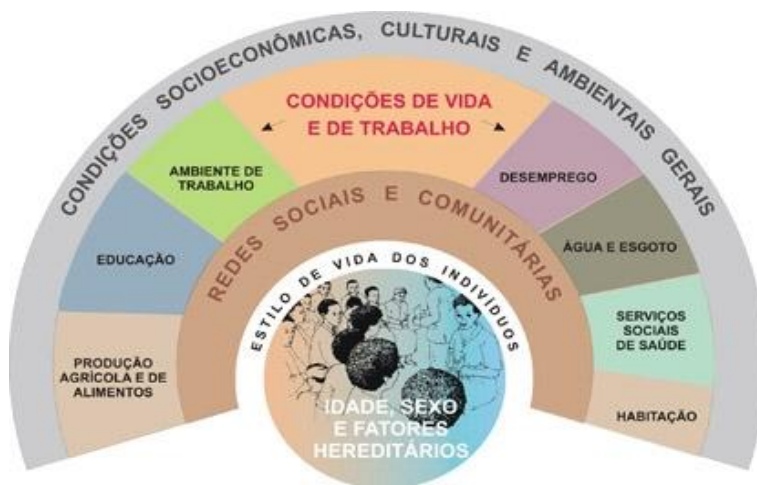 CONDIÇÕES SOCIOECONÔMICAS, CULTURAIS E AMBIENTAIS GERAIS
CONDIÇÕES DE VIDA
E DE TRABALHO
AMBIENTE DE
TRABALHO
DESEMPREGO
REDES SOCIAIS E COMUNITÁRIAS
EDUCAÇÃO
ÁGUA E ESGOTO
ESTILO DE VIDA DOS INDIVÍDUOS
SERVIÇOS
SOCIAIS
DE SAÚDE
PRODUÇÃO
AGRÍCOLA E DE
ALIMENTOS
HABITAÇÃO
IDADE, SEXO
E FATORES
HEREDITÁRIOS